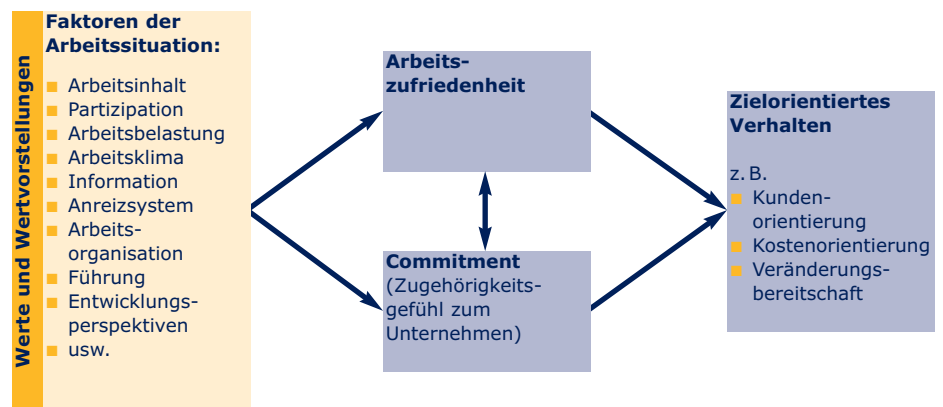 Werte und Wertvorstellungen
Faktoren der
Arbeitssituation:
Arbeitsinhalt
Partizipation
Arbeitsbelastung
Arbeitsklima
Information
Anreizsystem
Arbeits-
organisation
Führung
Entwicklungs-
perspektiven
usw.
Arbeits-
zufriedenheit
Commitment
(Zugehörigkeits-
gefühl zum
Unternehmen)
Zielorientiertes
Verhalten
z. B.
Kunden-
orientierung
Kostenorientierung
Veränderungs-
bereitschaft